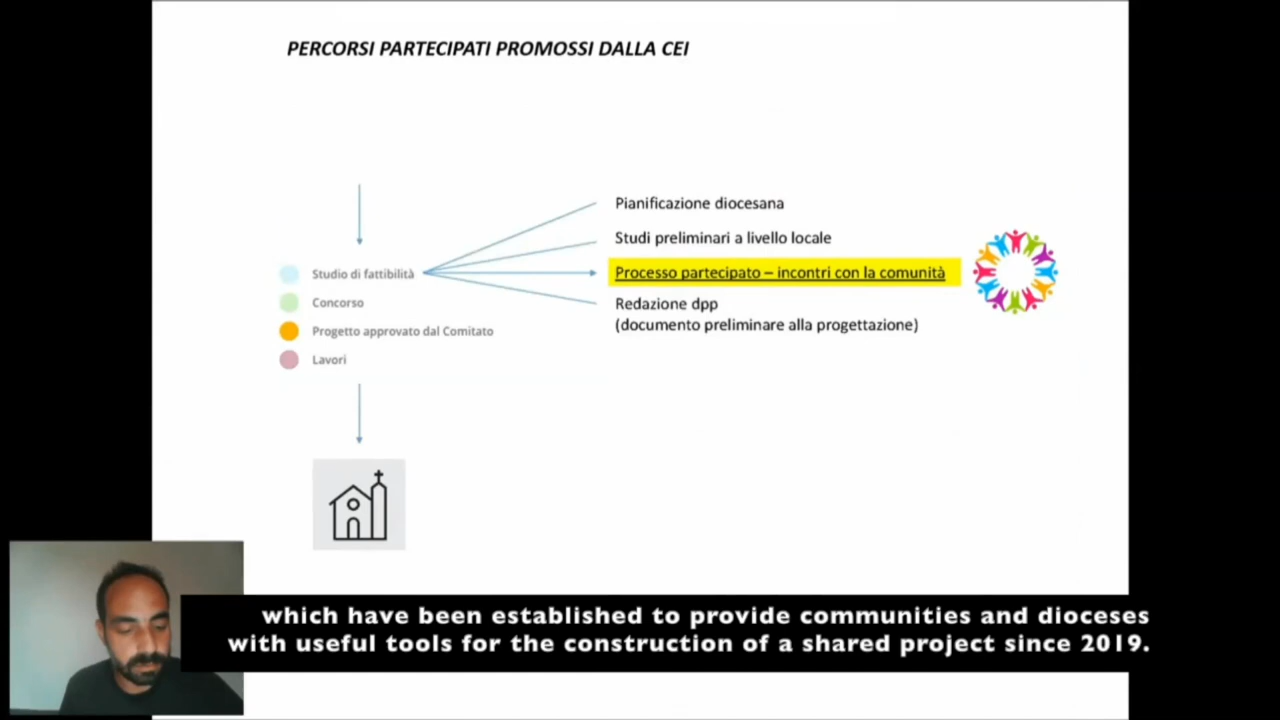 PERCORSI PARTECIPATI PROMOSSI DALLA CEI
Pianificazione diocesana
Studi preliminari a livello locale
Studio di fattibilità
Processo partecipato – incontri con la comunità
Concorso
Redazione dpp
(documento preliminare alla progettazione)
Progetto approvato dal Comitato
Lavori
which have been established to provide communities and dioceses
with useful tools for the construction of a shared project since 2019.